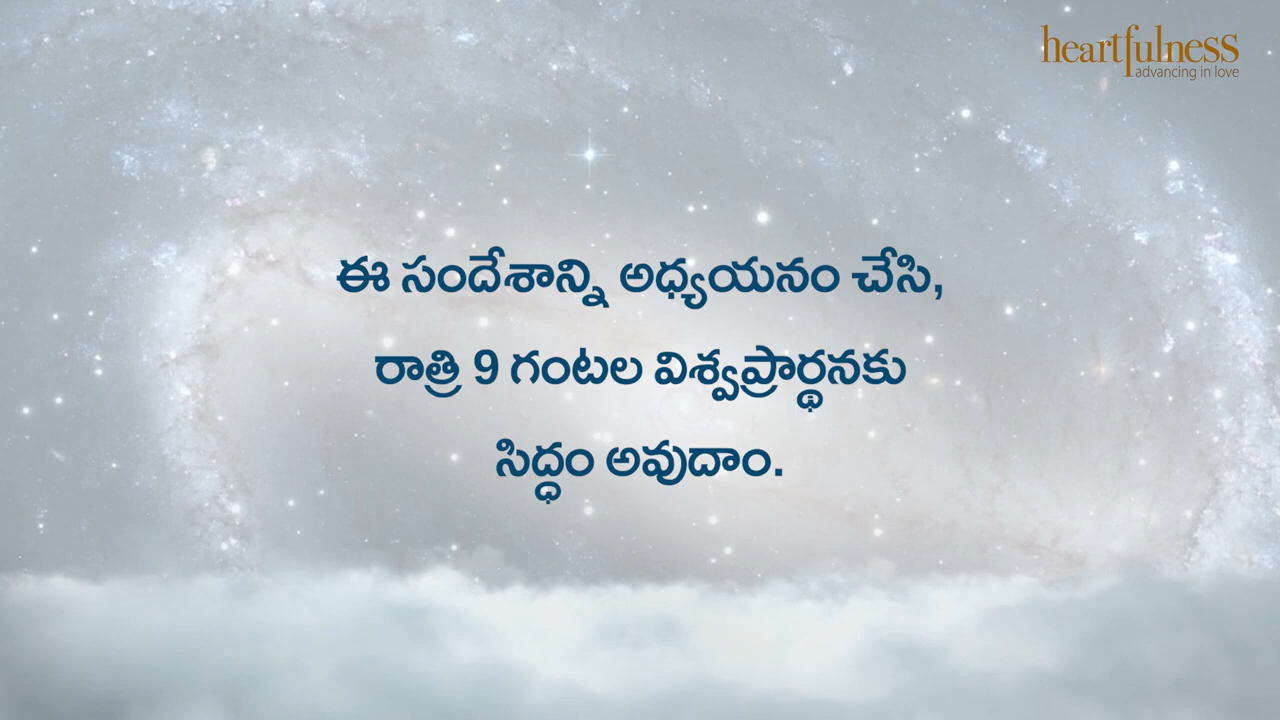 heartfulness
advancing in love
ఈ సందేశాన్ని అధ్యయనం చేసి,
రాత్రి 9 గంటల విశ్వప్రార్థనకు
సిద్ధం అవుదాం.